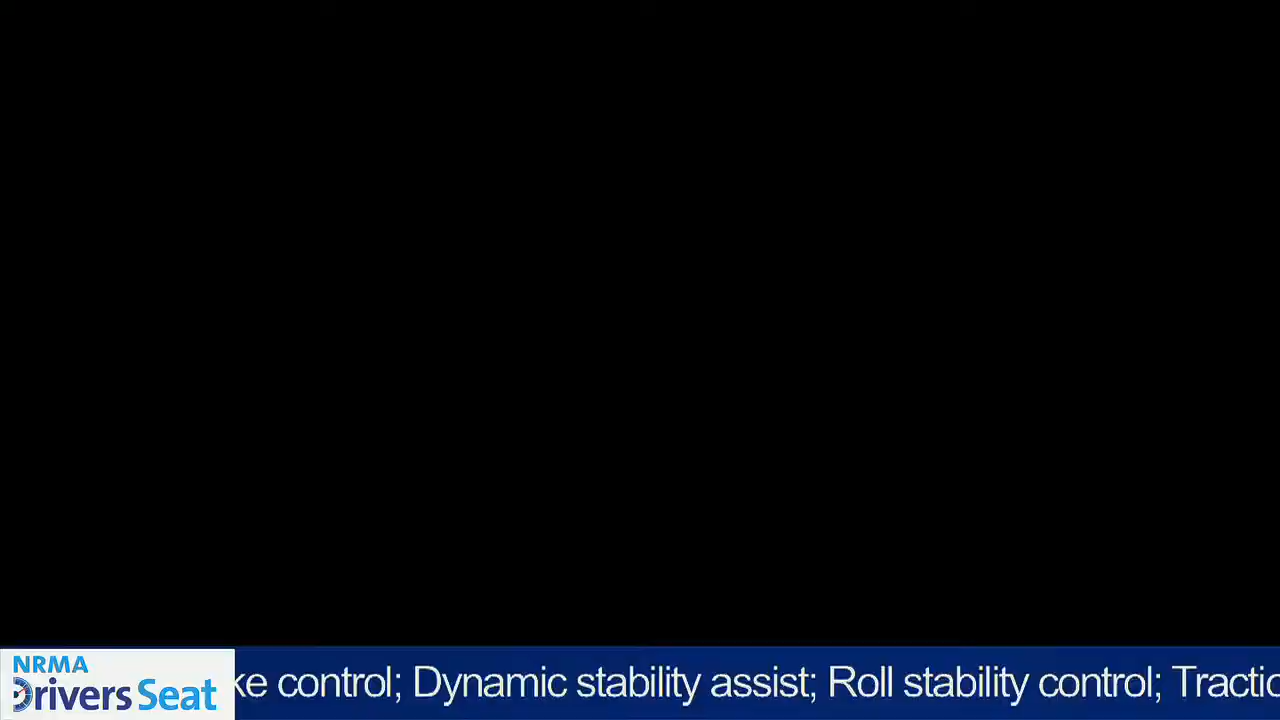 NRMA
Drivers Seat
control; Dynamic stability assist; Roll stability control;